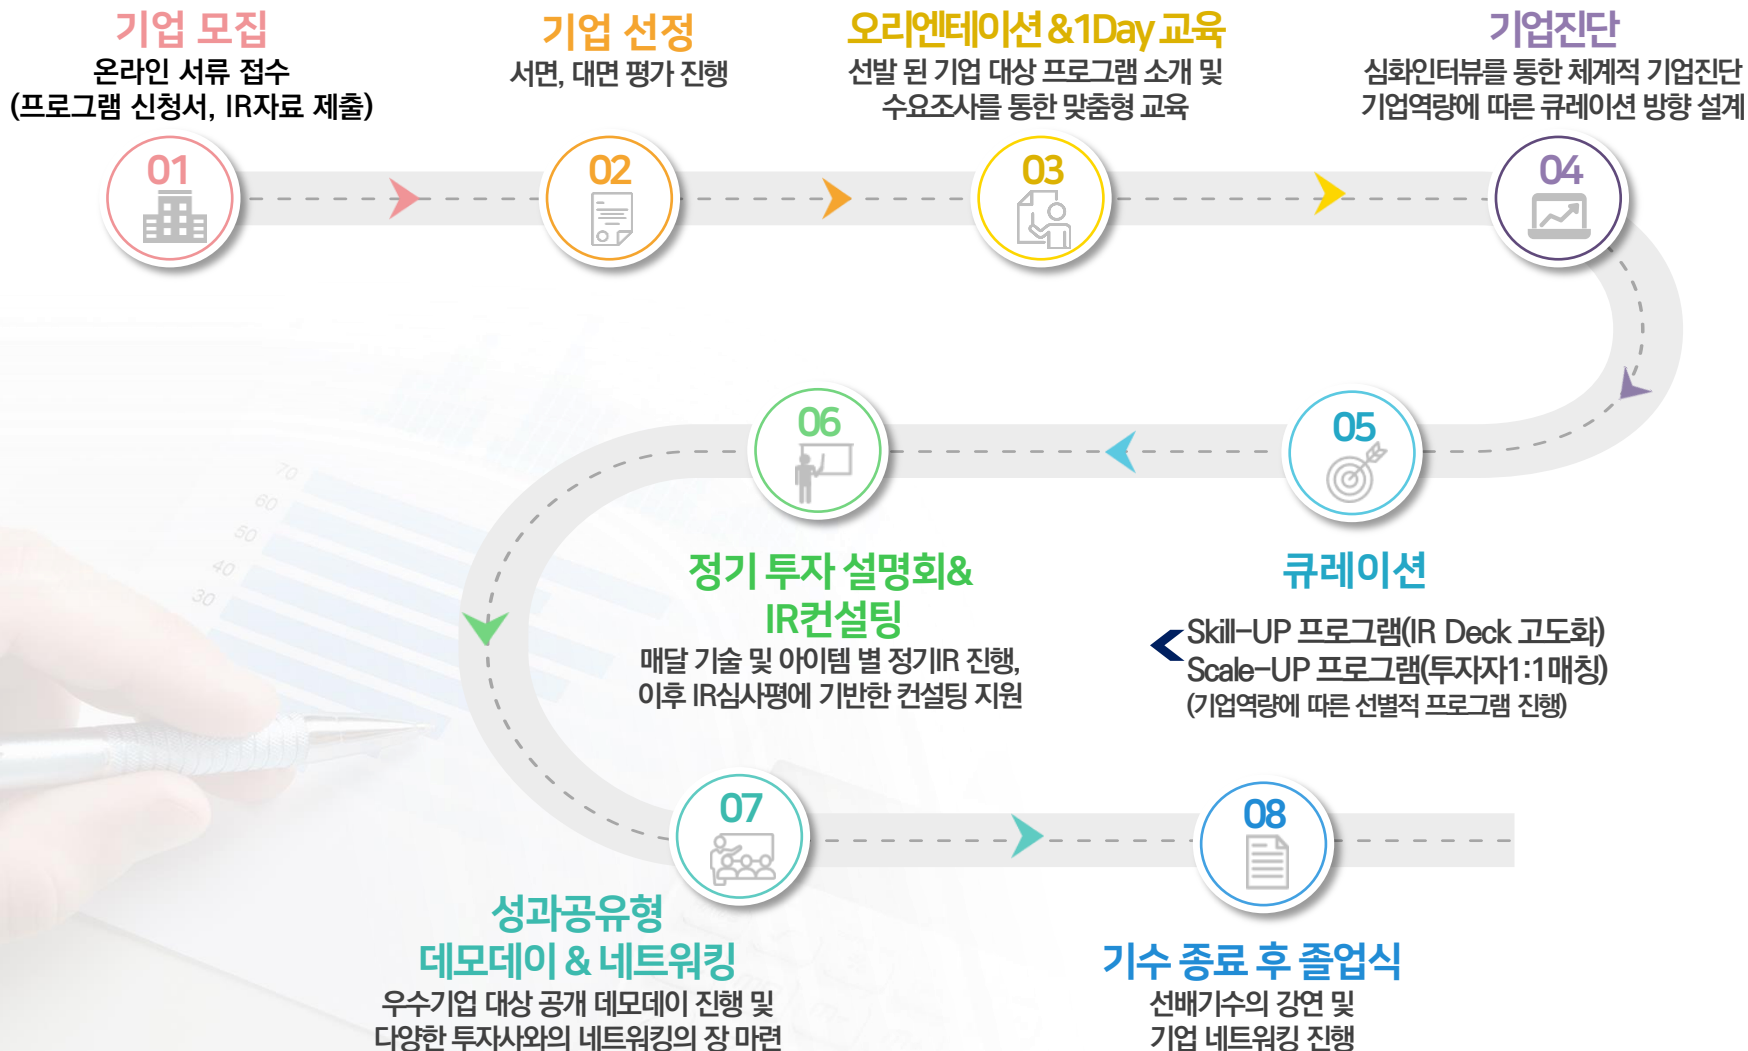 기업 모집
온라인 서류 접수
(프로그램 신청서, IR자료 제출)
01
기업 선정
서면, 대면 평가 진행
02
오리엔테이션 &1Day 교육
선발 된 기업 대상 프로그램 소개 및
수요조사를 통한 맞춤형 교육
03
기업진단
심화인터뷰를 통한 체계적 기업진단
기업역량에 따른 큐레이션 방향 설계
04
05
큐레이션
Skill-UP 프로그램(IR Deck 고도화)
Scale-UP 프로그램(투자자1:1매칭)
(기업역량에 따른 선별적 프로그램 진행)
06
정기 투자 설명회&
IR컨설팅
매달 기술 및 아이템 별 정기IR 진행,
이후 IR심사평에 기반한 컨설팅 지원
70
60
50
40
30
07
성과공유형
데모데이 & 네트워킹
우수기업 대상 공개 데모데이 진행 및
다양한 투자사와의 네트워킹의 장 마련
08
기수 종료 후 졸업식
선배기수의 강연 및
기업 네트워킹 진행